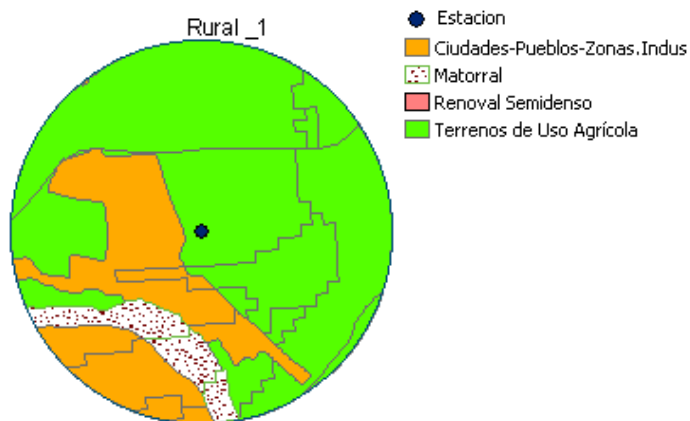 Rural _1
Estacion
Ciudades-Pueblos-Zonas.Indus
Matorral
Renoval Semidenso
Terrenos de Uso Agrícola